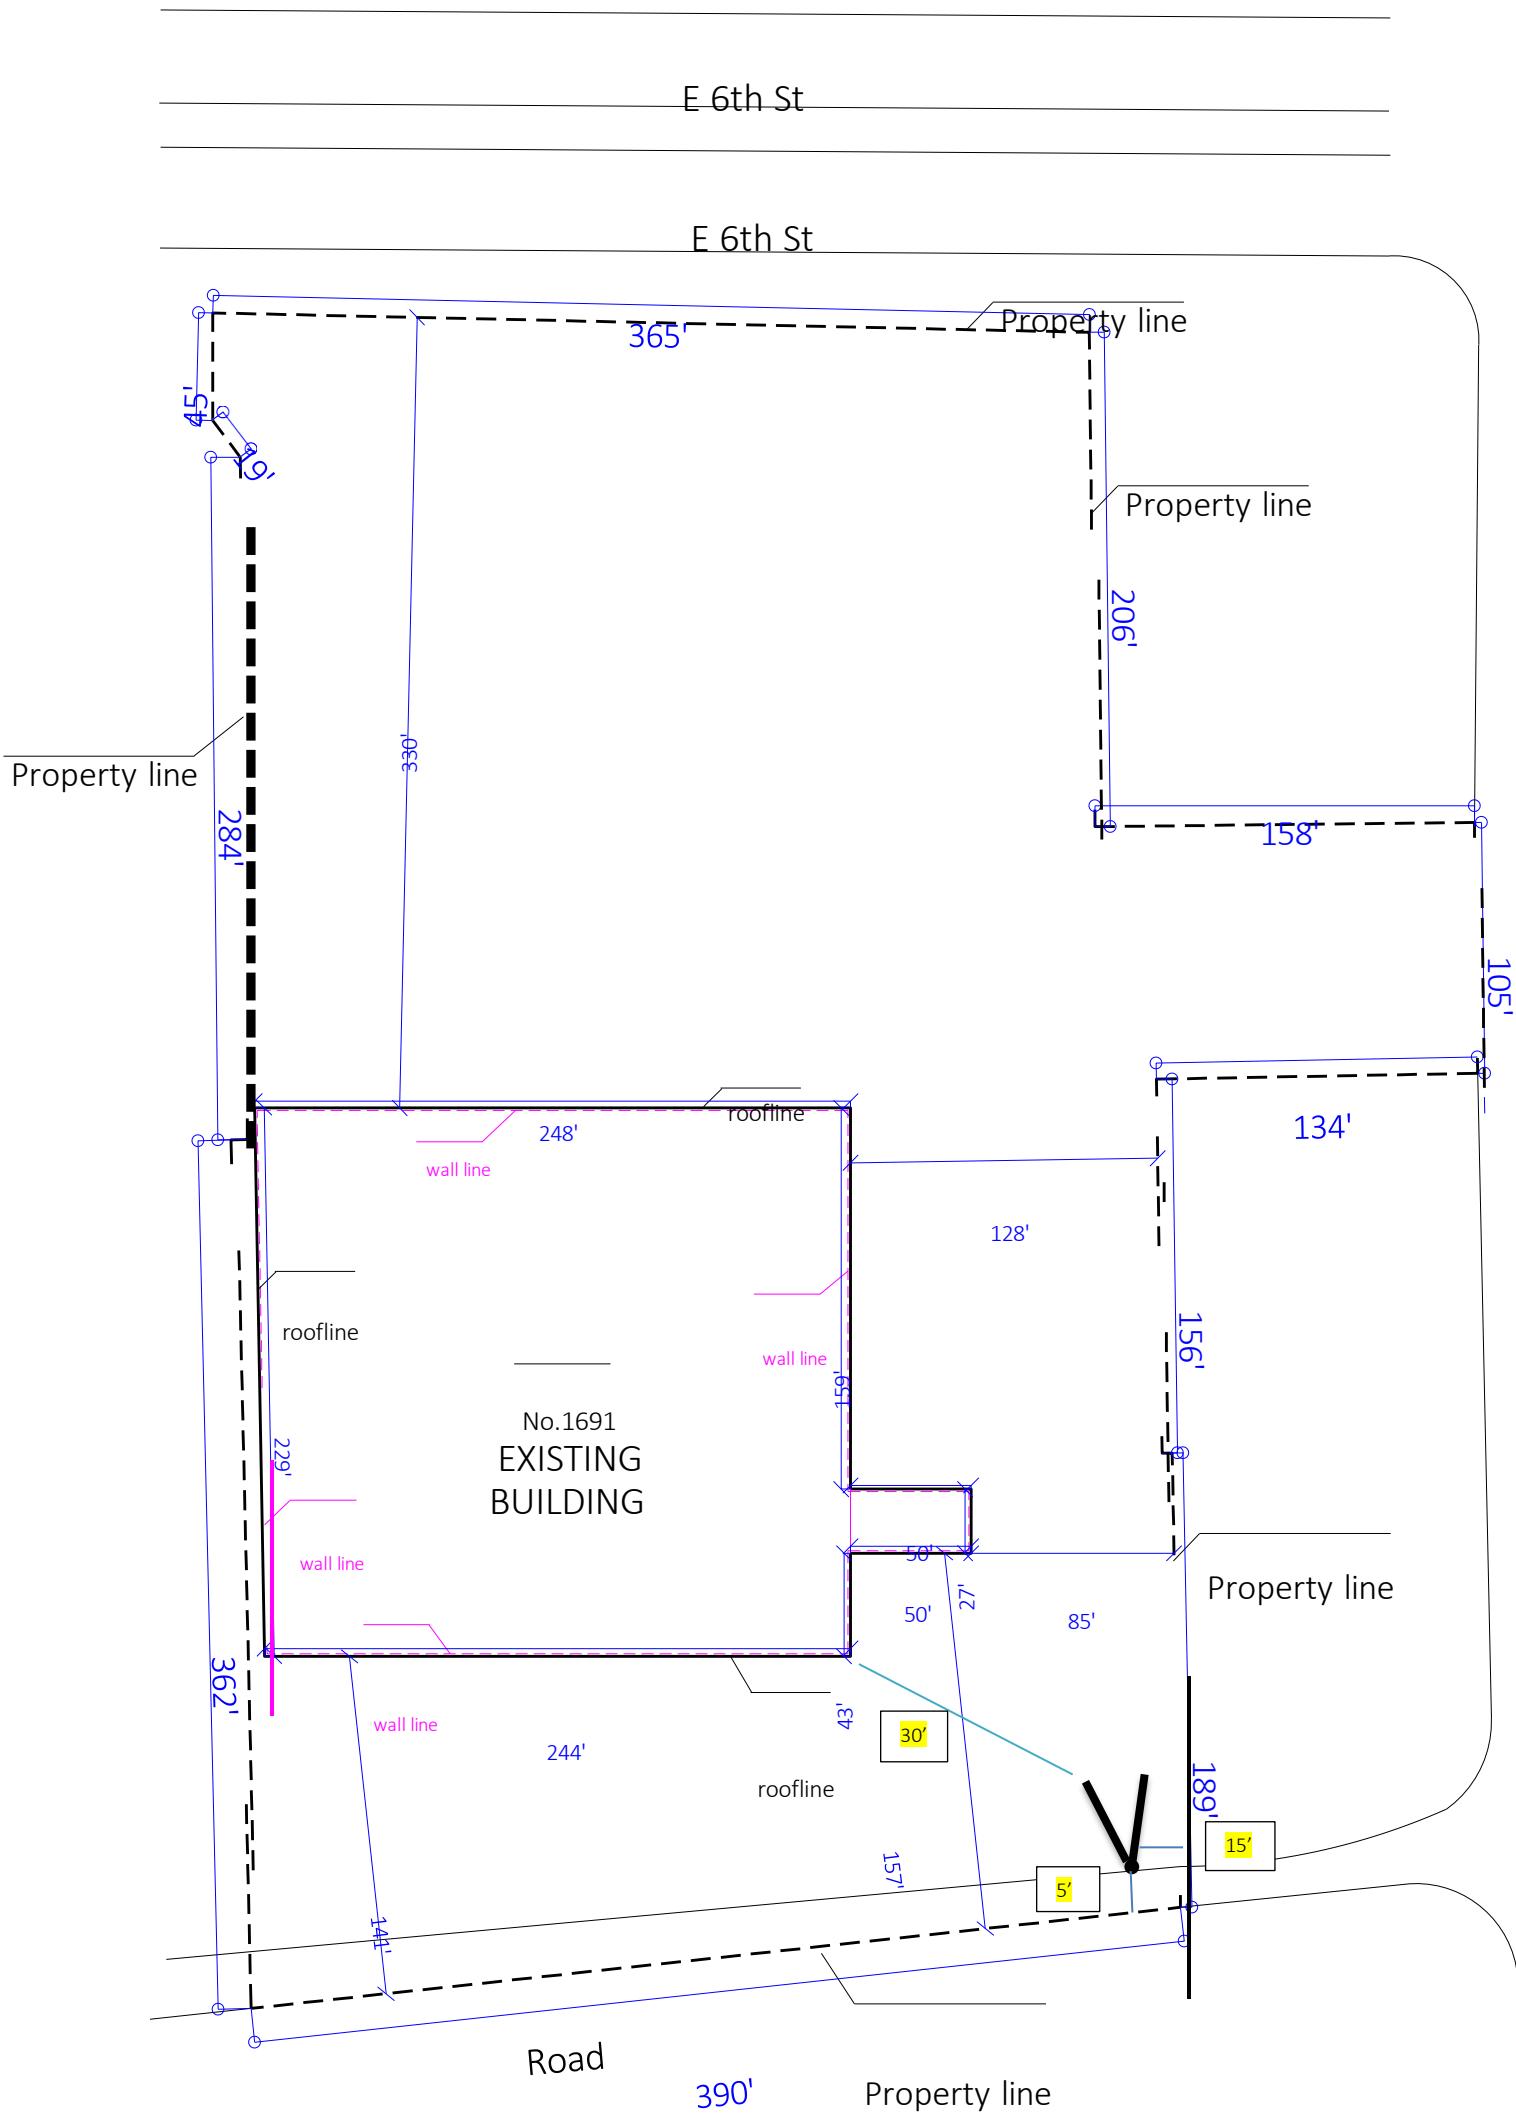 E 6th St
E 6th St
Property line
365'
45'
19'
Property line
206'
330'
Property line
284'
158'
105'
roofline
248'
134'
wall line
128'
roofline
156'
wall line
159'
No.1691
EXISTING
BUILDING
229'
wall line
50'
27'
50'
85'
Property line
362'
43'
wall line
30’
244'
roofline
189'
15’
157'
5’
141'
Road
390'
Property line